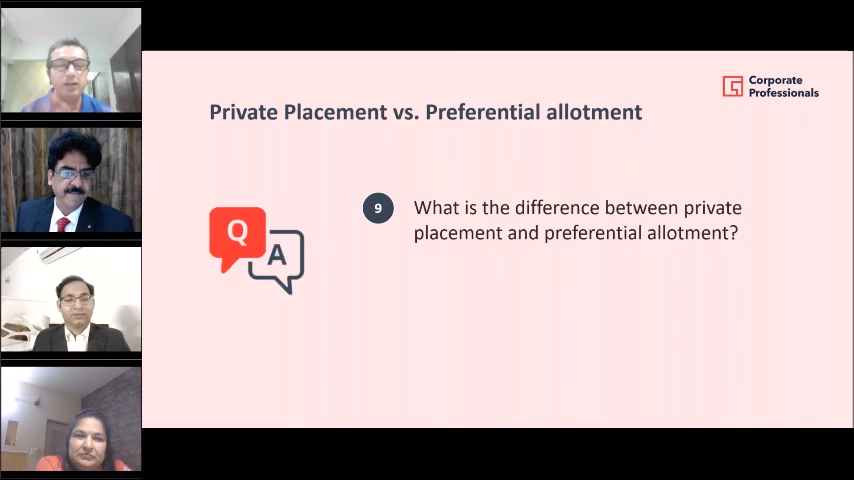 Corporate
Professionals
Private Placement vs. Preferential allotment
Q
A
9
What is the difference between private
placement and preferential allotment?